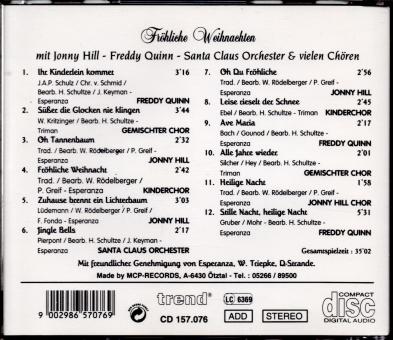 Fröhliche Weihnachten
mit Jonny Hill - Freddy Quinn - Santa Claus Orchester & vielen Chören
1. Ihr Kinderlein kommet 3'16
J.A.P. Schulz / Chr. v. Schmid /
Bearb. H. Schultze / J. Keyman -
Esperanza FREDDY QUINN
2. Süßer die Glocken nie klingen 3'44
W. Kritzinger / Bearb. H. Schultze -
Triman GEMISCHTER CHOR
3. Oh Tannenbaum 2'32
Trad. / Bearb. W. Rödelberger / P. Greif -
Esperanza JONNY HILL
4. Fröhliche Weihnacht 2'42
Trad. / Bearb. W. Rödelberger /
P. Greif - Esperanza KINDERCHOR
5. Zuhause brennt ein Lichterbaum 3'03
Lüdemann / W. Rödelberger / P. Greif /
F. Fonda - Esperanza JONNY HILL
6. Jingle Bells 2'17
Pierpont / Bearb. H. Schultze / J. Keyman -
Esperanza SANTA CLAUS ORCHESTER
7. Oh Du Fröhliche 2'56
Trad. / Bearb. W. Rödelberger / P. Greif -
Esperanza JONNY HILL
8. Leise rieselt der Schnee 2'45
Ebel / Bearb. H. Schultze - Triman KINDERCHOR
9. Ave Maria 2'17
Bach / Gounod / Bearb. H. Schultze -
Esperanza FREDDY QUINN
10. Alle Jahre wieder 2'01
Silcher / Hey / Bearb. H. Schultze -
Triman GEMISCHTER CHOR
11. Heilige Nacht 1'58
Trad. / Bearb. W. Rödelberger / P. Greif -
Esperanza JONNY HILL CHOR
12. Stille Nacht, heilige Nacht 5'31
Gruber / Mohr - Bearb. H. Schultze -
Esperanza FREDDY QUINN
Gesamtspielzeit : 35'02
Mit freundlicher Genehmigung von Esperanza, W. Triepke, D-Strande.
Made by MCP-RECORDS, A-6430 Ötztal - Tel. : 05266 / 89500
9 002986 570769
trend
CD 157.076
LC 6369
ADD STEREO
COMPACT
disc
DIGITAL AUDIO